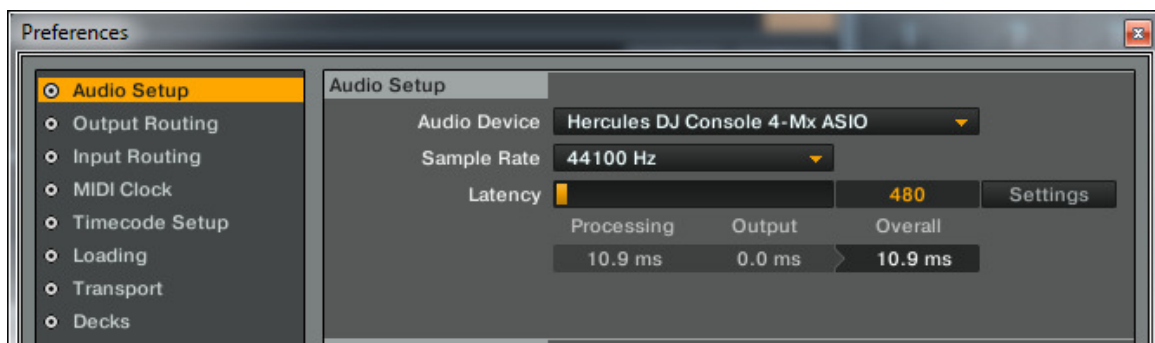 Preferences
Audio Setup
Output Routing
Input Routing
MIDI Clock
Timecode Setup
Loading
Transport
Decks
Audio Setup
Audio Device Hercules DJ Console 4-Mx ASIO
Sample Rate 44100 Hz
Latency 480 Settings
Processing Output Overall
10.9 ms 0.0 ms 10.9 ms